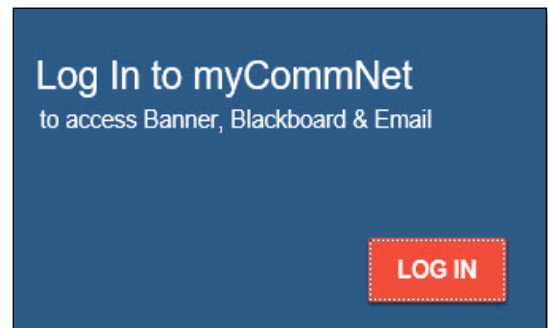 Log In to myCommNet
to access Banner, Blackboard & Email
LOG IN